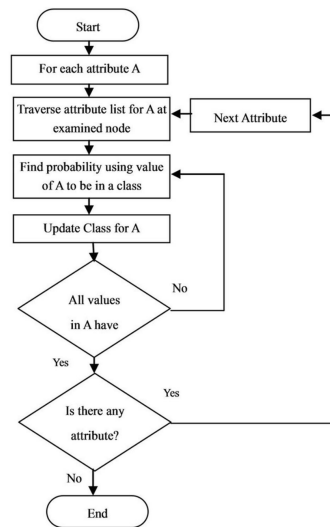 Start
For each attribute A
Traverse attribute list for A at
examined node
Next Attribute
Find probability using value
of A to be in a class
Update Class for A
All values
in A have
No
Yes
Is there any
attribute?
Yes
No
End